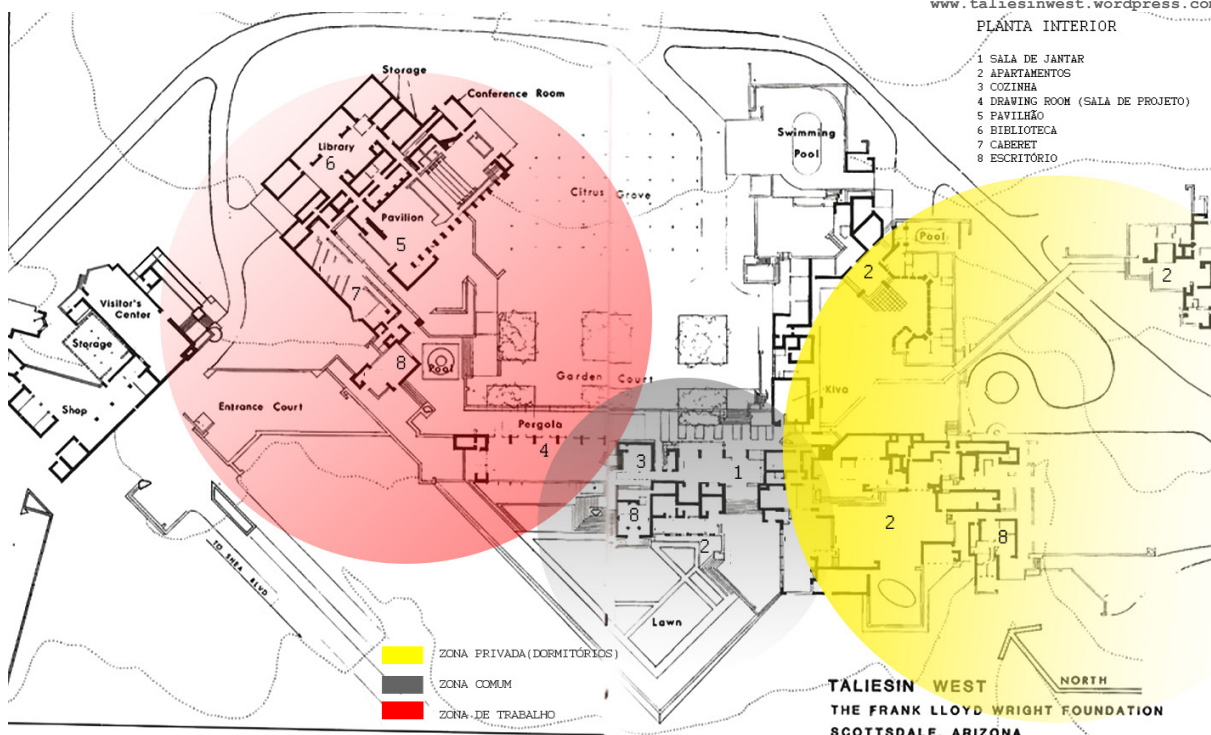 www.taliesinwest.wordpress.com
PLANTA INTERIOR
1 SALA DE JANTAR
2 APARTAMENTOS
3 COZINHA
4 DRAWING ROOM (SALA DE PROJETO)
5 PAVILHÃO
6 BIBLIOTECA
7 CABERET
8 ESCRITÓRIO
Storage
Conference Room
Library
6
Swimming
Pool
Citrus Grove
Pavilion
5
Pool
2
2
Visitor's
Center
7
Storage
8
Pool
Garden Court
Kiva
Shop
Entrance Court
Pergola
4
3
1
8
2
2
8
TO SHEA BLVD
Lawn
ZONA PRIVADA(DORMITÓRIOS)
ZONA COMUM
ZONA DE TRABALHO
NORTH
TALIESIN WEST
THE FRANK LLOYD WRIGHT FOUNDATION
SCOTTSDALE, ARIZONA